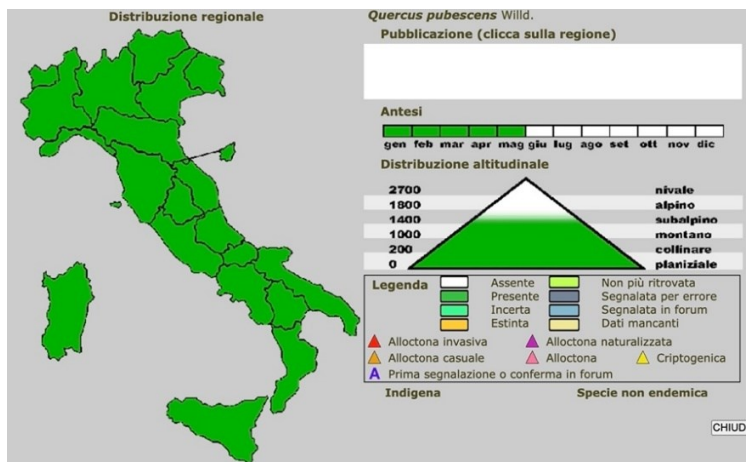 Distribuzione regionale
Quercus pubescens Willd.
Pubblicazione (clicca sulla regione)
Antesi
gen feb mar apr mag giu lug ago set ott nov dic
Distribuzione altitudinale
2700 nivale
1800 alpino
1400 subalpino
1000 montano
200 collinare
0 planiziale
Legenda
Assente Non più ritrovata
Presente Segnalata per errore
Incerta Segnalata in forum
Estinta Dati mancanti
Alloctona invasiva Alloctona naturalizzata
Alloctona casuale Alloctona Criptogenica
A Prima segnalazione o conferma in forum
Indigena Specie non endemica
CHIUD